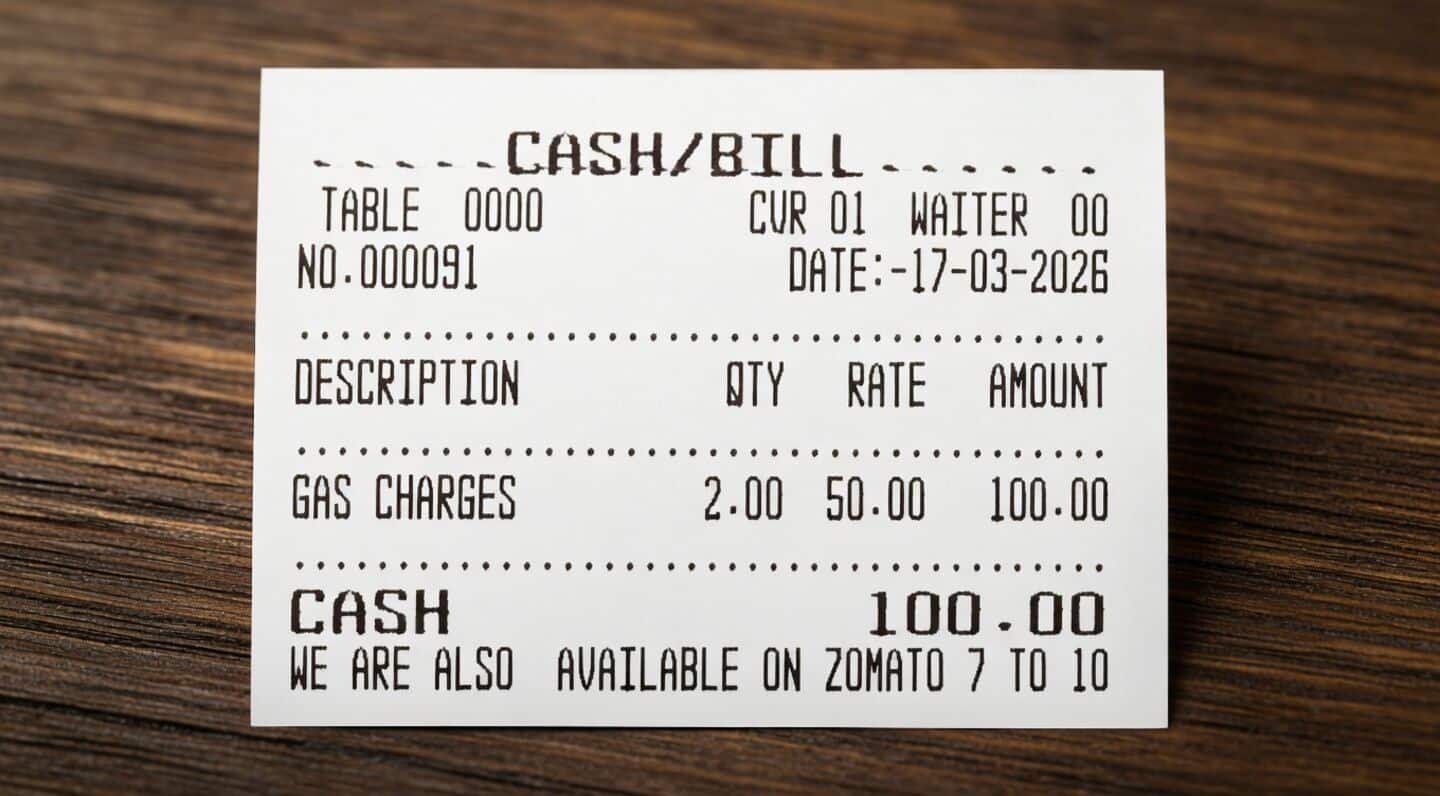 CASH/BILL
TABLE 0000 CVR 01 WAITER 00
NO.000091 DATE:-17-03-2026
DESCRIPTION QTY RATE AMOUNT
GAS CHARGES 2.00 50.00 100.00
CASH 100.00
WE ARE ALSO AVAILABLE ON ZOMATO 7 TO 10